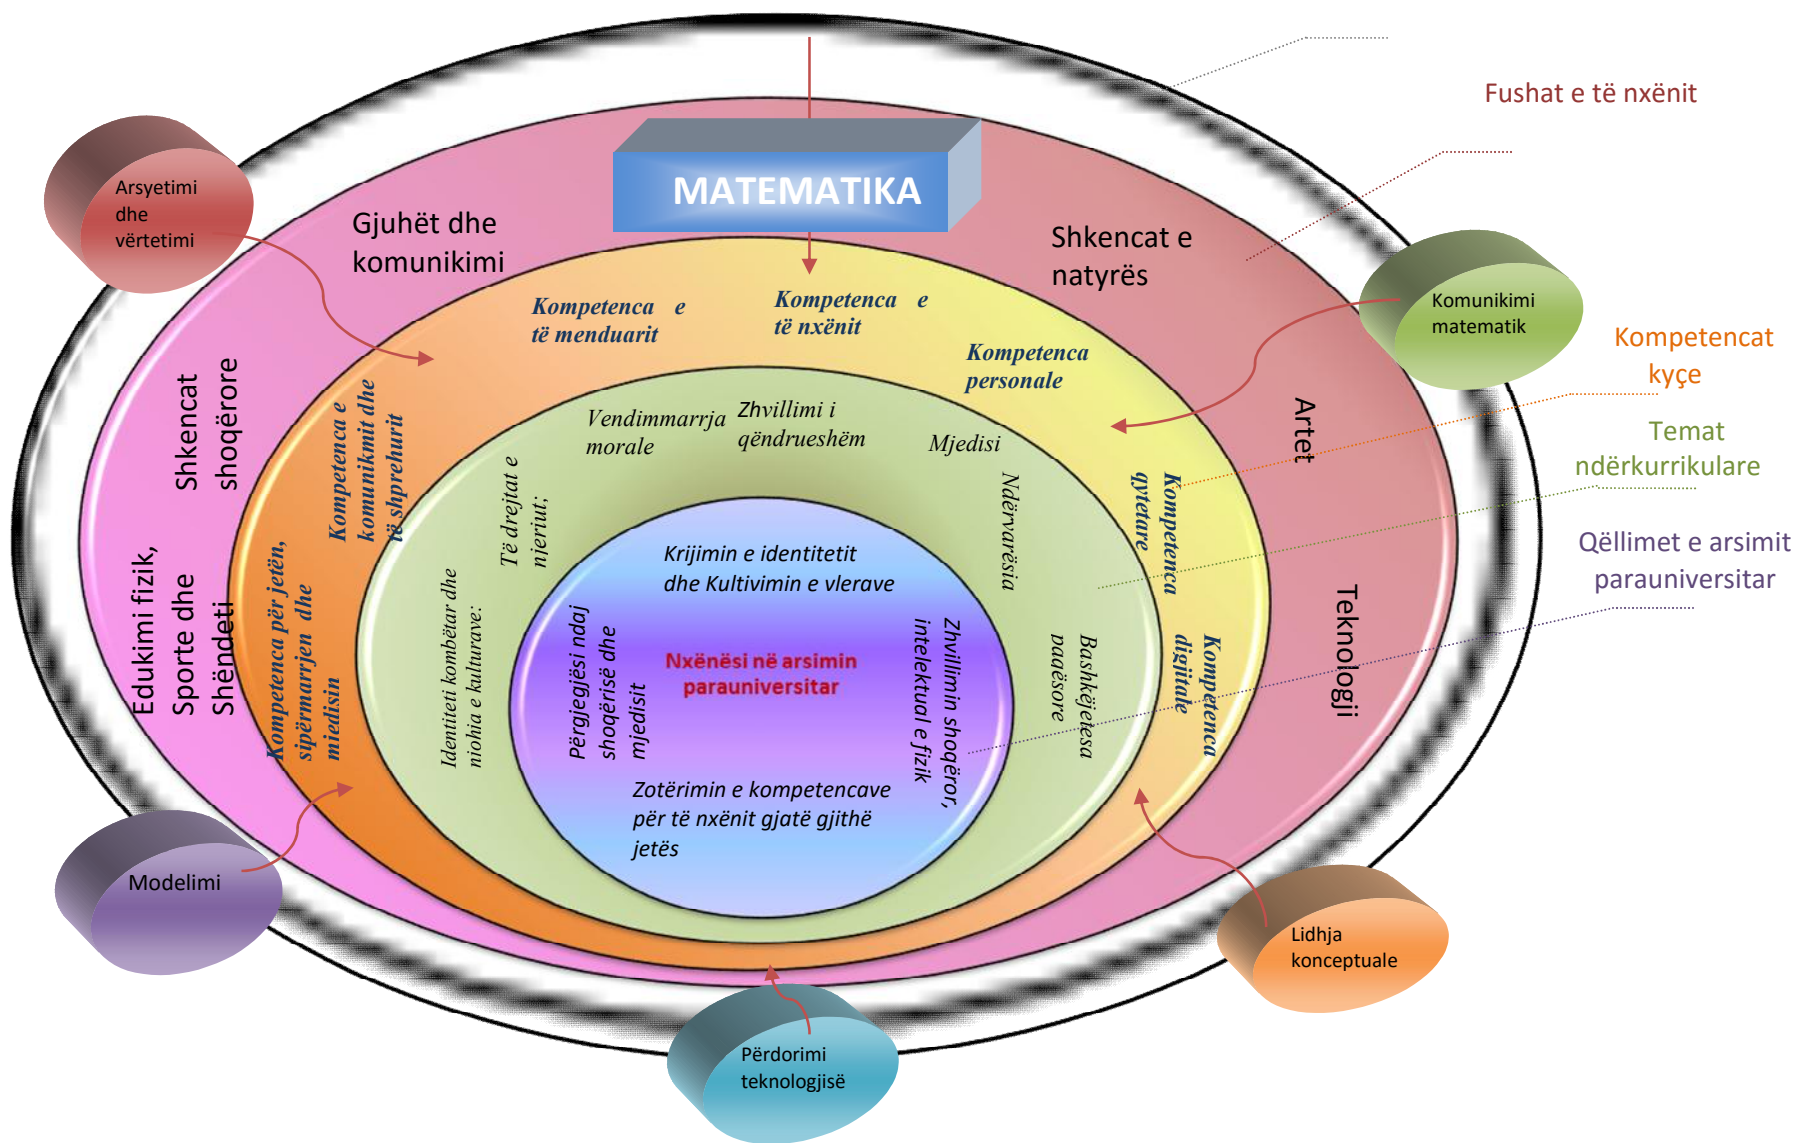 Fushat e të nxënit
MATEMATIKA
Arsyetimi
dhe
vërtetimi
Gjuhët dhe
komunikimi
Shkencat e
natyrës
Komunikimi
matematik
Kompetencat
kyçe
Temat
ndërkurrikulare
Qëllimet e arsimit
parauniversitar
Kompetenca e
të menduarit
Kompetenca e
të nxënit
Kompetenca
personale
Shkencat
shoqërore
Kompetenca e
komunikmit dhe
të shprehurit
Artet
Vendimmarrja
morale
Zhvillimi i
qëndrueshëm
Mjedisi
Të drejtat e
njeriut;
Ndërvarësia
Kompetenca
qytetare
Krijimin e identitetit
dhe Kultivimin e vlerave
Edukimi fizik,
Sporte dhe
Shëndeti
Kompetenca për jetën,
sipërmarrjen dhe
miedisin
Identiteti kombëtar dhe
niohia e kulturave:
Përgjegjësi ndaj
shoqërisë dhe
mjedisit
Nxënësi në arsimin
parauniversitar
Zhvillimin shoqëror,
intelektual e fizik
Bashkëjetesa
paqësore
Kompetenca
digjitale
Teknologji
Zotërimin e kompetencave
për të nxënit gjatë gjithë
jetës
Modelimi
Lidhja
konceptuale
Përdorimi
teknologjisë